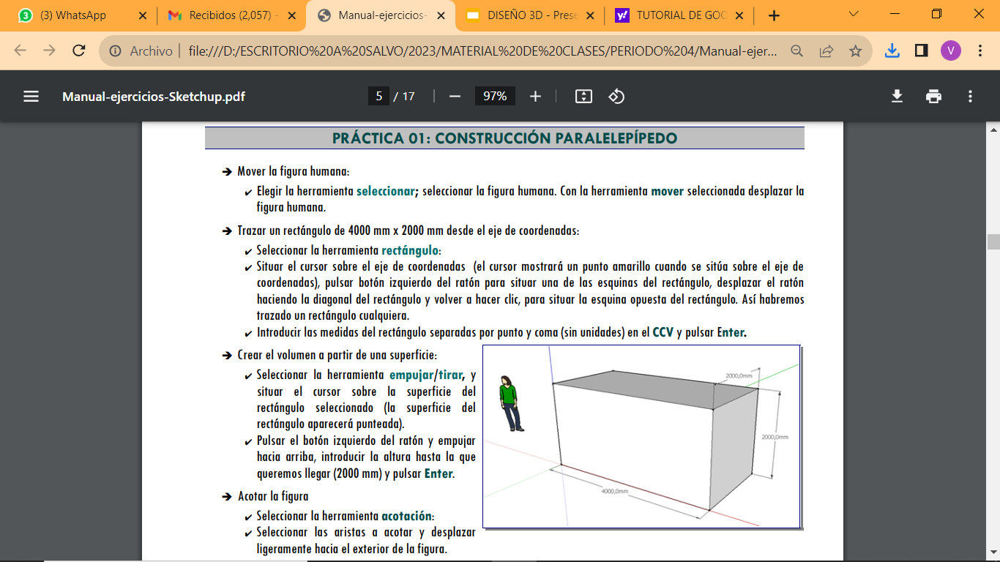 (3) WhatsApp
Recibidos (2,057) -
Manual-ejercicios-
DISEÑO 3D - Prese
TUTORIAL DE GOO
Archivo
file:///D:/ESCRITORIO%20A%20SALVO/2023/MATERIAL%20DE%20CLASES/PERIODO%204/Manual-ejer...
V
Manual-ejercicios-Sketchup.pdf
5 / 17
97%
PRÁCTICA 01: CONSTRUCCIÓN PARALELEPÍPEDO
➔ Mover la figura humana:
✔ Elegir la herramienta seleccionar; seleccionar la figura humana. Con la herramienta mover seleccionada desplazar la
figura humana.
➔ Trazar un rectángulo de 4000 mm x 2000 mm desde el eje de coordenadas:
✔ Seleccionar la herramienta rectángulo:
✔ Situar el cursor sobre el eje de coordenadas (el cursor mostrará un punto amarillo cuando se sitúa sobre el eje de
coordenadas), pulsar botón izquierdo del ratón para situar una de las esquinas del rectángulo, desplazar el ratón
haciendo la diagonal del rectángulo y volver a hacer clic, para situar la esquina opuesta del rectángulo. Así habremos
trazado un rectángulo cualquiera.
✔ Introducir las medidas del rectángulo separadas por punto y coma (sin unidades) en el CCV y pulsar Enter.
➔ Crear el volumen a partir de una superficie:
✔ Seleccionar la herramienta empujar/tirar, y
situar el cursor sobre la superficie del
rectángulo seleccionado (la superficie del
rectángulo aparecerá punteada).
✔ Pulsar el botón izquierdo del ratón y empujar
hacia arriba, introducir la altura hasta la que
queremos llegar (2000 mm) y pulsar Enter.
➔ Acotar la figura
✔ Seleccionar la herramienta acotación:
✔ Seleccionar las aristas a acotar y desplazar
ligeramente hacia el exterior de la figura.
2000,0mm
2000,0mm
4000,0mm